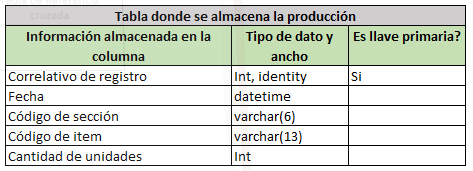 Tabla donde se almacena la producción
Información almacenada en la columna Tipo de dato y ancho Es llave primaria?
Correlativo de registro Int, identity Si
Fecha datetime
Código de sección varchar(6)
Código de item varchar(13)
Cantidad de unidades Int